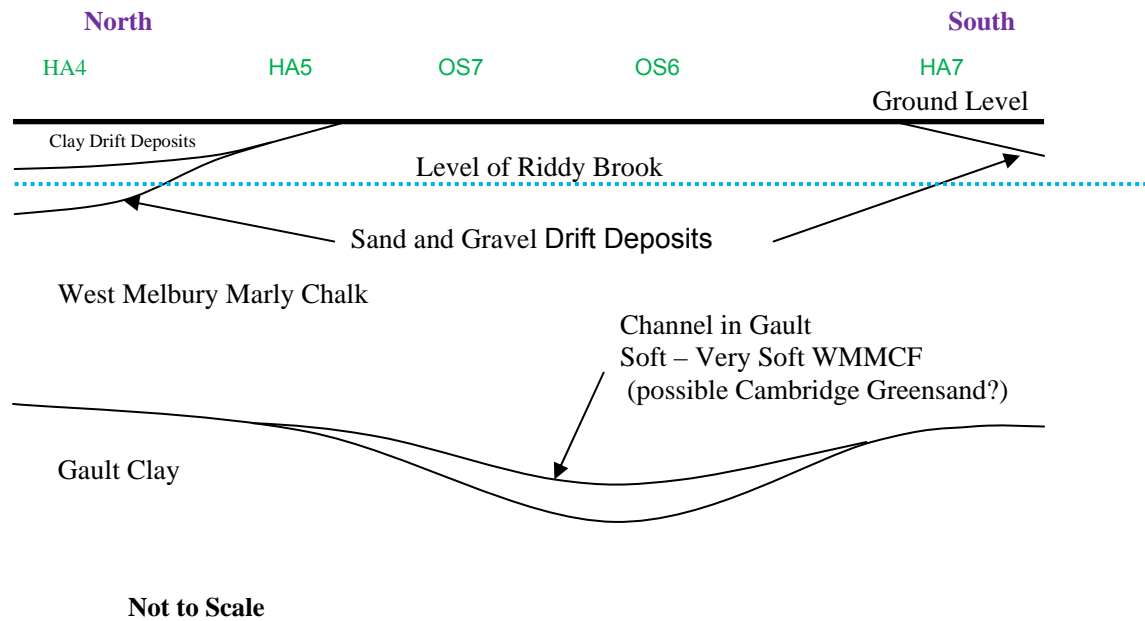 North
South
HA4
HA5
OS7
OS6
HA7
Ground Level
Clay Drift Deposits
Level of Riddy Brook
Sand and Gravel Drift Deposits
West Melbury Marly Chalk
Channel in Gault
Soft – Very Soft WMMCF
(possible Cambridge Greensand?)
Gault Clay
Not to Scale